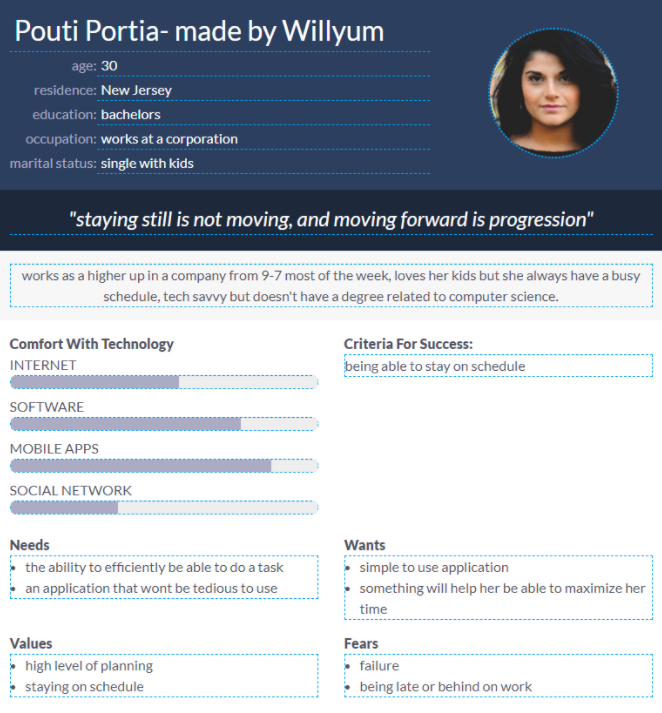 Pouti Portia- made by Willyum
age: 30
residence: New Jersey
education: bachelors
occupation: works at a corporation
marital status: single with kids
"staying still is not moving, and moving forward is progression"
works as a higher up in a company from 9-7 most of the week, loves her kids but she always have a busy
schedule, tech savvy but doesn't have a degree related to computer science.
Comfort With Technology
INTERNET
SOFTWARE
MOBILE APPS
SOCIAL NETWORK
Criteria For Success:
being able to stay on schedule
Needs
• the ability to efficiently be able to do a task
• an application that wont be tedious to use
Wants
• simple to use application
• something will help her be able to maximize her
time
Values
• high level of planning
• staying on schedule
Fears
• failure
• being late or behind on work